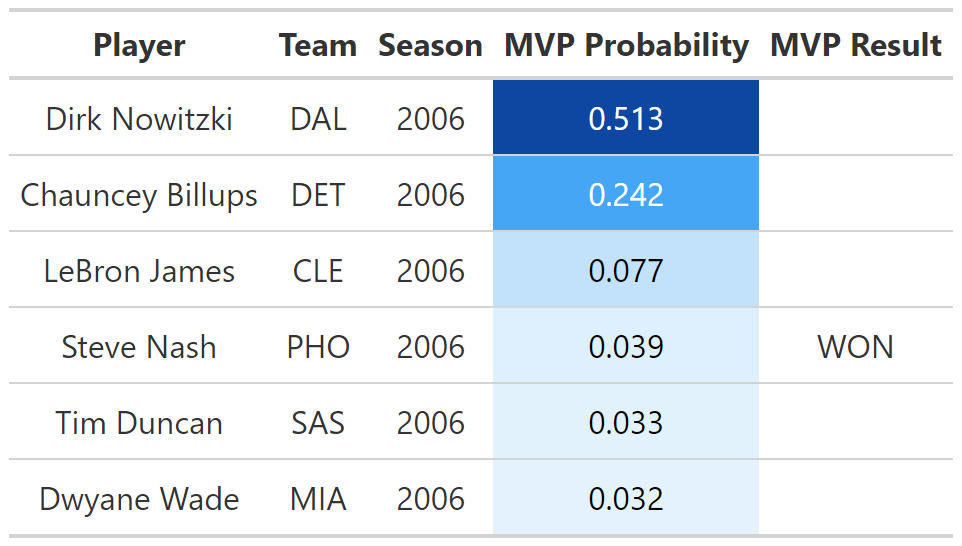 Player Team Season MVP Probability MVP Result
Dirk Nowitzki DAL 2006 0.513
Chauncey Billups DET 2006 0.242
LeBron James CLE 2006 0.077
Steve Nash PHO 2006 0.039 WON
Tim Duncan SAS 2006 0.033
Dwyane Wade MIA 2006 0.032